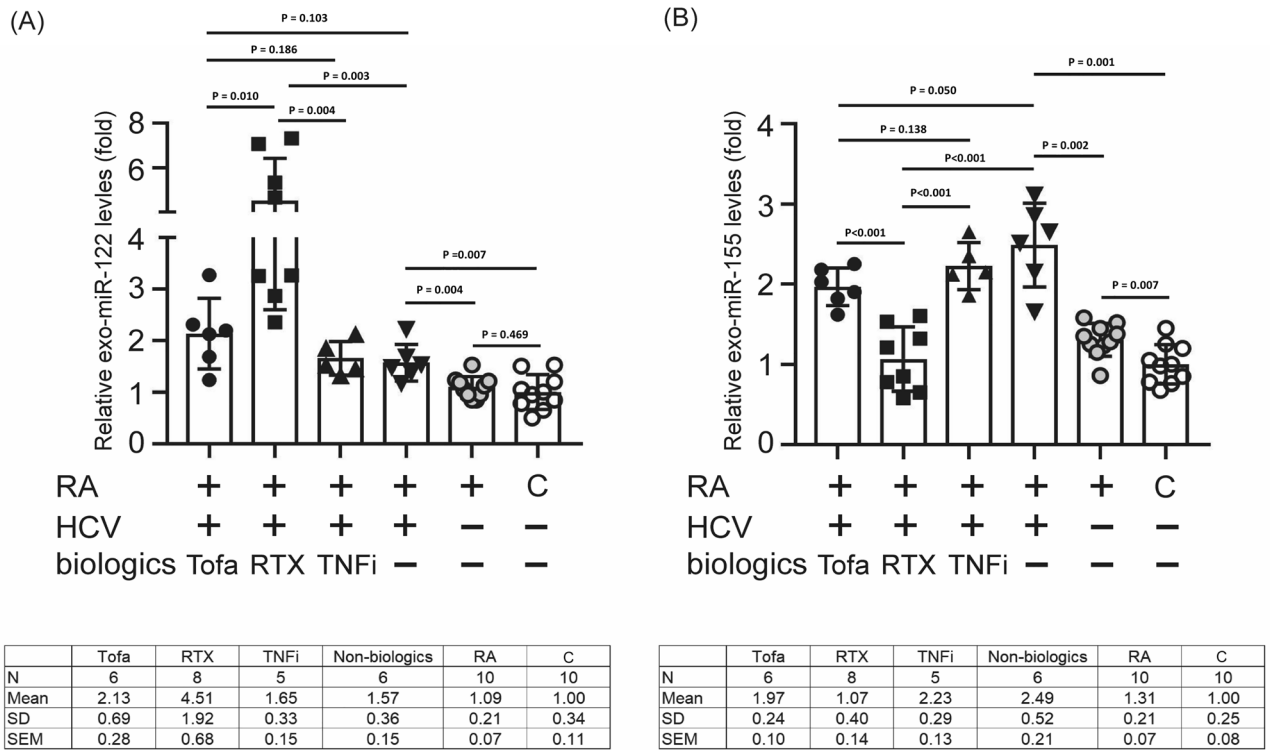 (A)
P = 0.103
P = 0.186
P = 0.003
P = 0.010
P = 0.004
Relative exo-miR-122 levles (fold)
8
6
4
3
2
1
0
P =0.007
P = 0.004
P = 0.469
RA + + + + + C
HCV + + + + − −
biologics Tofa RTX TNFi − − −
Tofa RTX TNFi Non-biologics RA C
N 6 8 5 6 10 10
Mean 2.13 4.51 1.65 1.57 1.09 1.00
SD 0.69 1.92 0.33 0.36 0.21 0.34
SEM 0.28 0.68 0.15 0.15 0.07 0.11
(B)
P = 0.001
P = 0.050
P = 0.138
P = 0.002
P<0.001
P<0.001
P<0.001
P = 0.007
Relative exo-miR-155 levles (fold)
4
3
2
1
0
RA + + + + + C
HCV + + + + − −
biologics Tofa RTX TNFi − − −
Tofa RTX TNFi Non-biologics RA C
N 6 8 5 6 10 10
Mean 1.97 1.07 2.23 2.49 1.31 1.00
SD 0.24 0.40 0.29 0.52 0.21 0.25
SEM 0.10 0.14 0.13 0.21 0.07 0.08